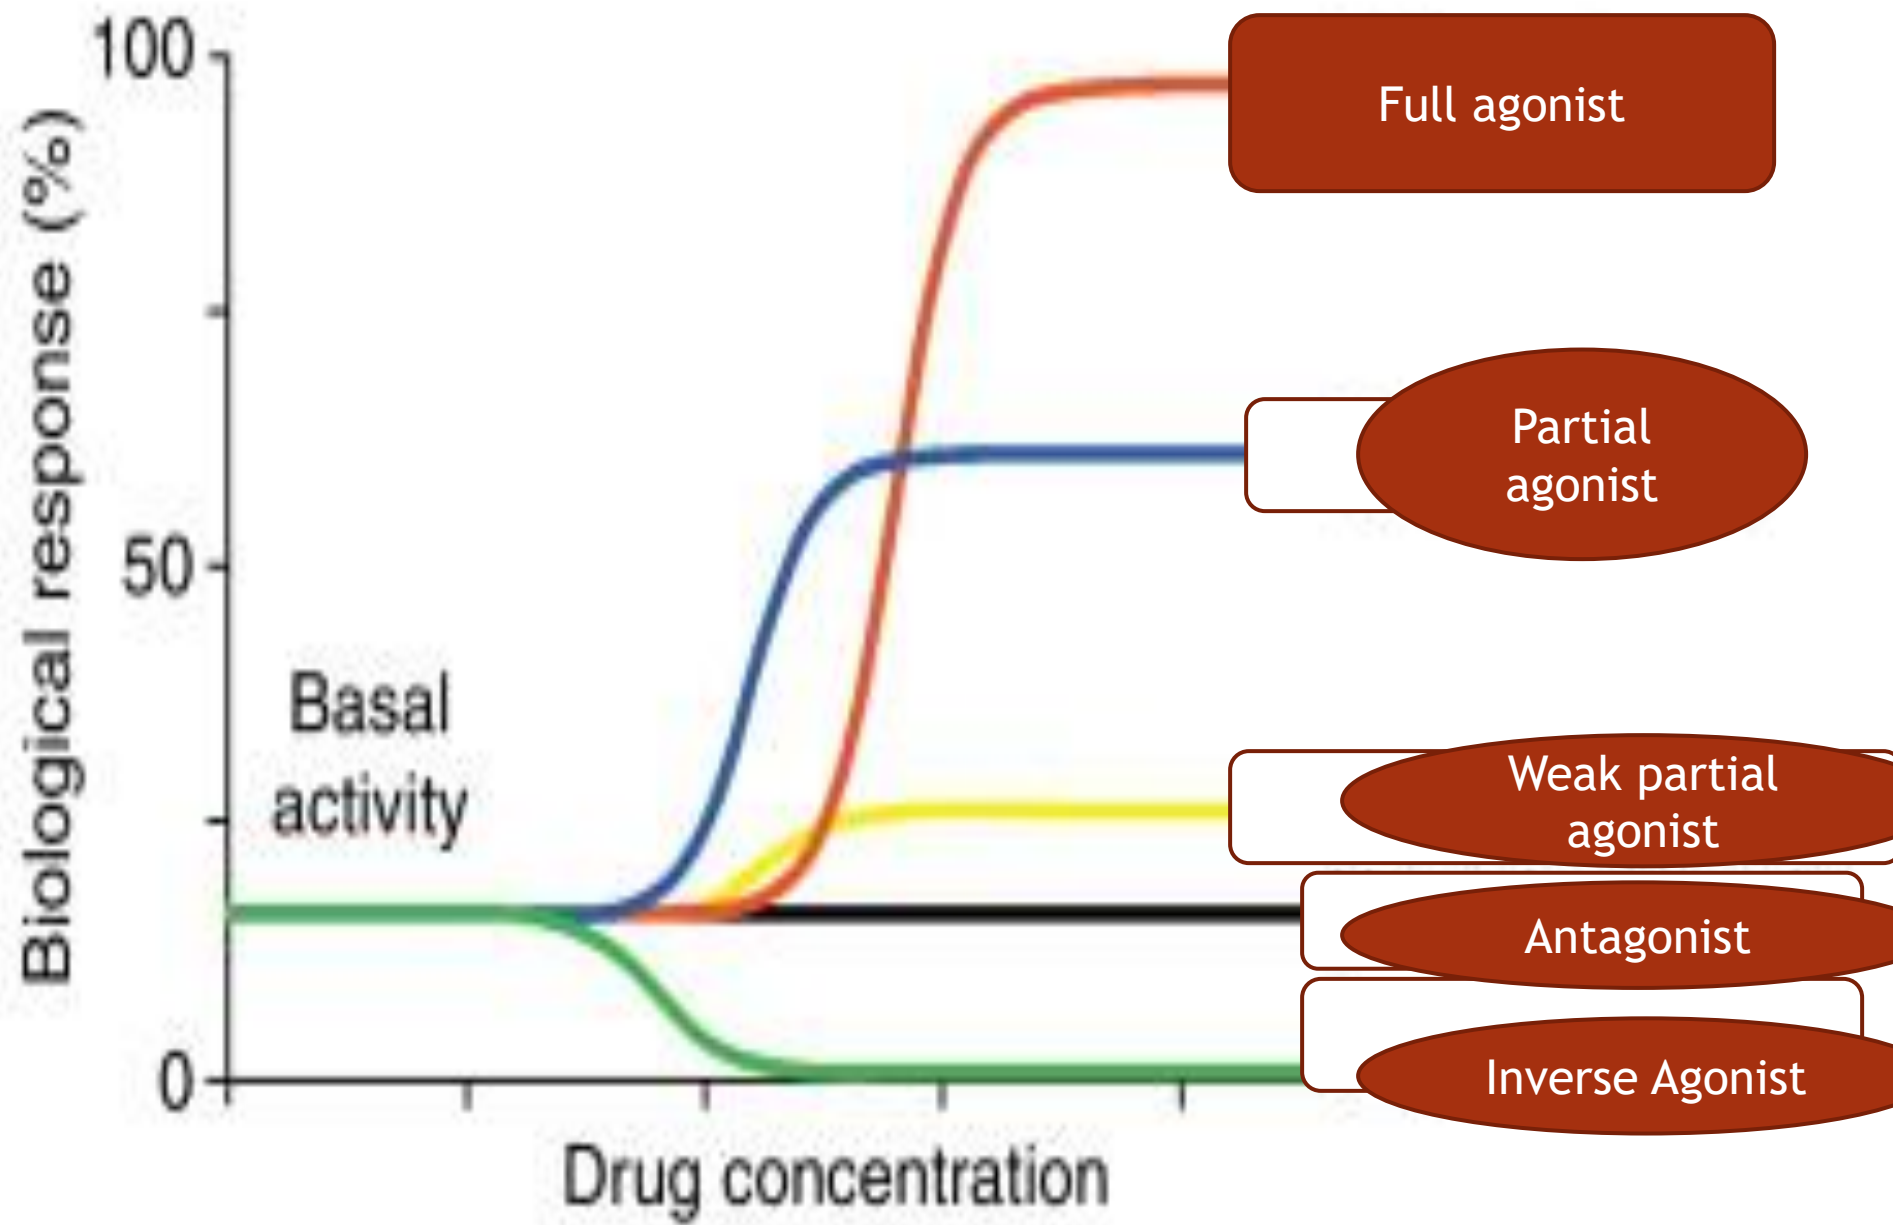 100
Full agonist
Biological response (%)
Partial
agonist
50
Basal
activity
Weak partial
agonist
Antagonist
Inverse Agonist
0
Drug concentration